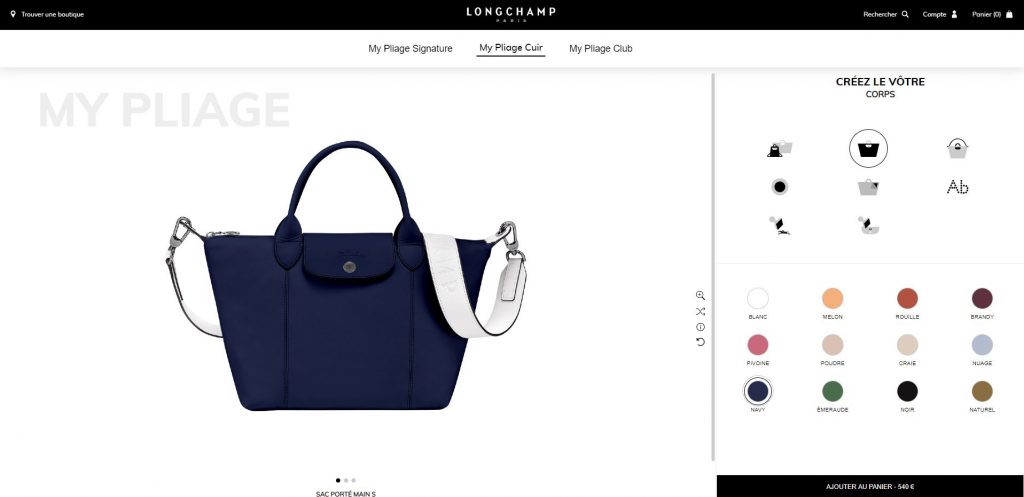 Trouver une boutique
LONGCHAMP
PARIS
Rechercher
Compte
Panier (0)
My Pliage Signature
My Pliage Cuir
My Pliage Club
MY PLIAGE
SAC PORTÉ MAIN S
CRÉEZ LE VÔTRE
CORPS
Ab
BLANC
MELON
ROUILLE
BRANDY
PIVOINE
POUDRE
CRAIE
NUAGE
NAVY
ÉMERAUDE
NOIR
NATUREL
AJOUTER AU PANIER - 540 €